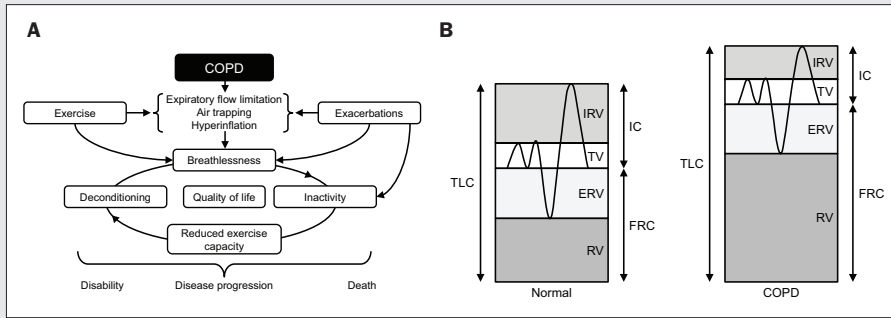 A
COPD
Expiratory flow limitation
Air trapping
Hyperinflation
Exercise
Exacerbations
Breathlessness
Deconditioning
Quality of life
Inactivity
Reduced exercise
capacity
Disability
Disease progression
Death
B
TLC
IRV
TV
ERV
RV
IC
FRC
Normal
TLC
IRV
TV
ERV
RV
IC
FRC
COPD